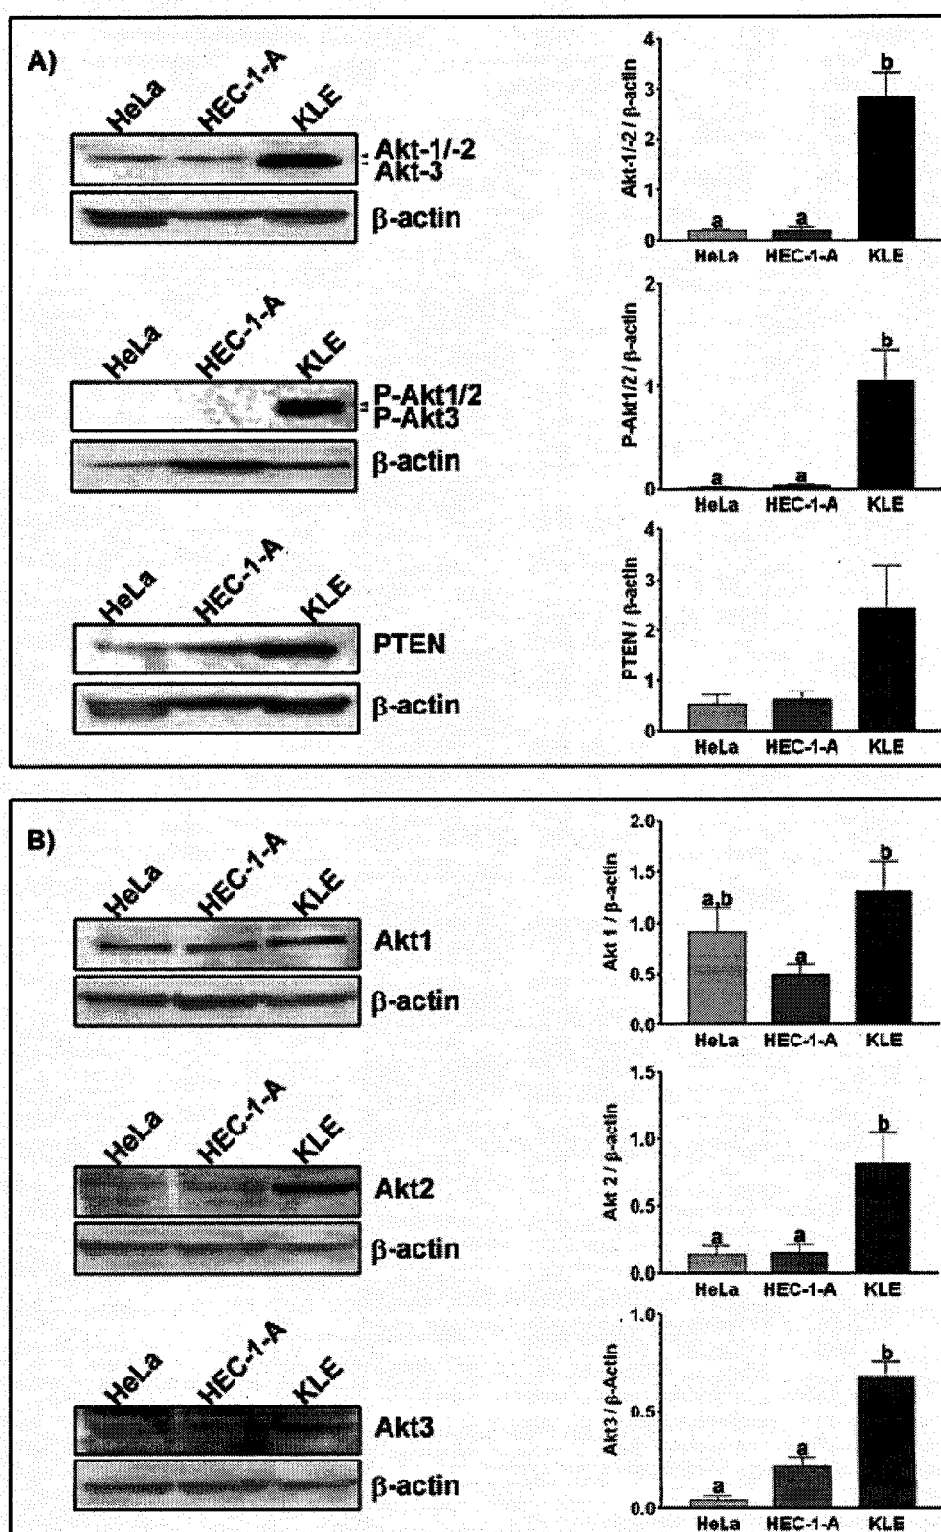 A)
HeLa
HEC-1-A
KLE
Akt-1/-2
Akt-3
β-actin
Akt-1/-2 / β-actin
4
3
2
1
0
a
a
b
HeLa
HEC-1-A
KLE
HeLa
HEC-1-A
KLE
P-Akt1/2
P-Akt3
β-actin
P-Akt1/2 / β-actin
2
1
0
a
a
b
HeLa
HEC-1-A
KLE
HeLa
HEC-1-A
KLE
PTEN
β-actin
PTEN / β-actin
4
3
2
1
0
HeLa
HEC-1-A
KLE
B)
HeLa
HEC-1-A
KLE
Akt1
β-actin
Akt 1 / β-actin
2.0
1.5
1.0
0.5
0.0
a,b
a
b
HeLa
HEC-1-A
KLE
HeLa
HEC-1-A
KLE
Akt2
β-actin
Akt 2 / β-actin
1.5
1.0
0.5
0.0
a
a
b
HeLa
HEC-1-A
KLE
HeLa
HEC-1-A
KLE
Akt3
β-actin
Akt3 / β-Actin
1.0
0.5
0.0
a
a
b
HeLa
HEC-1-A
KLE